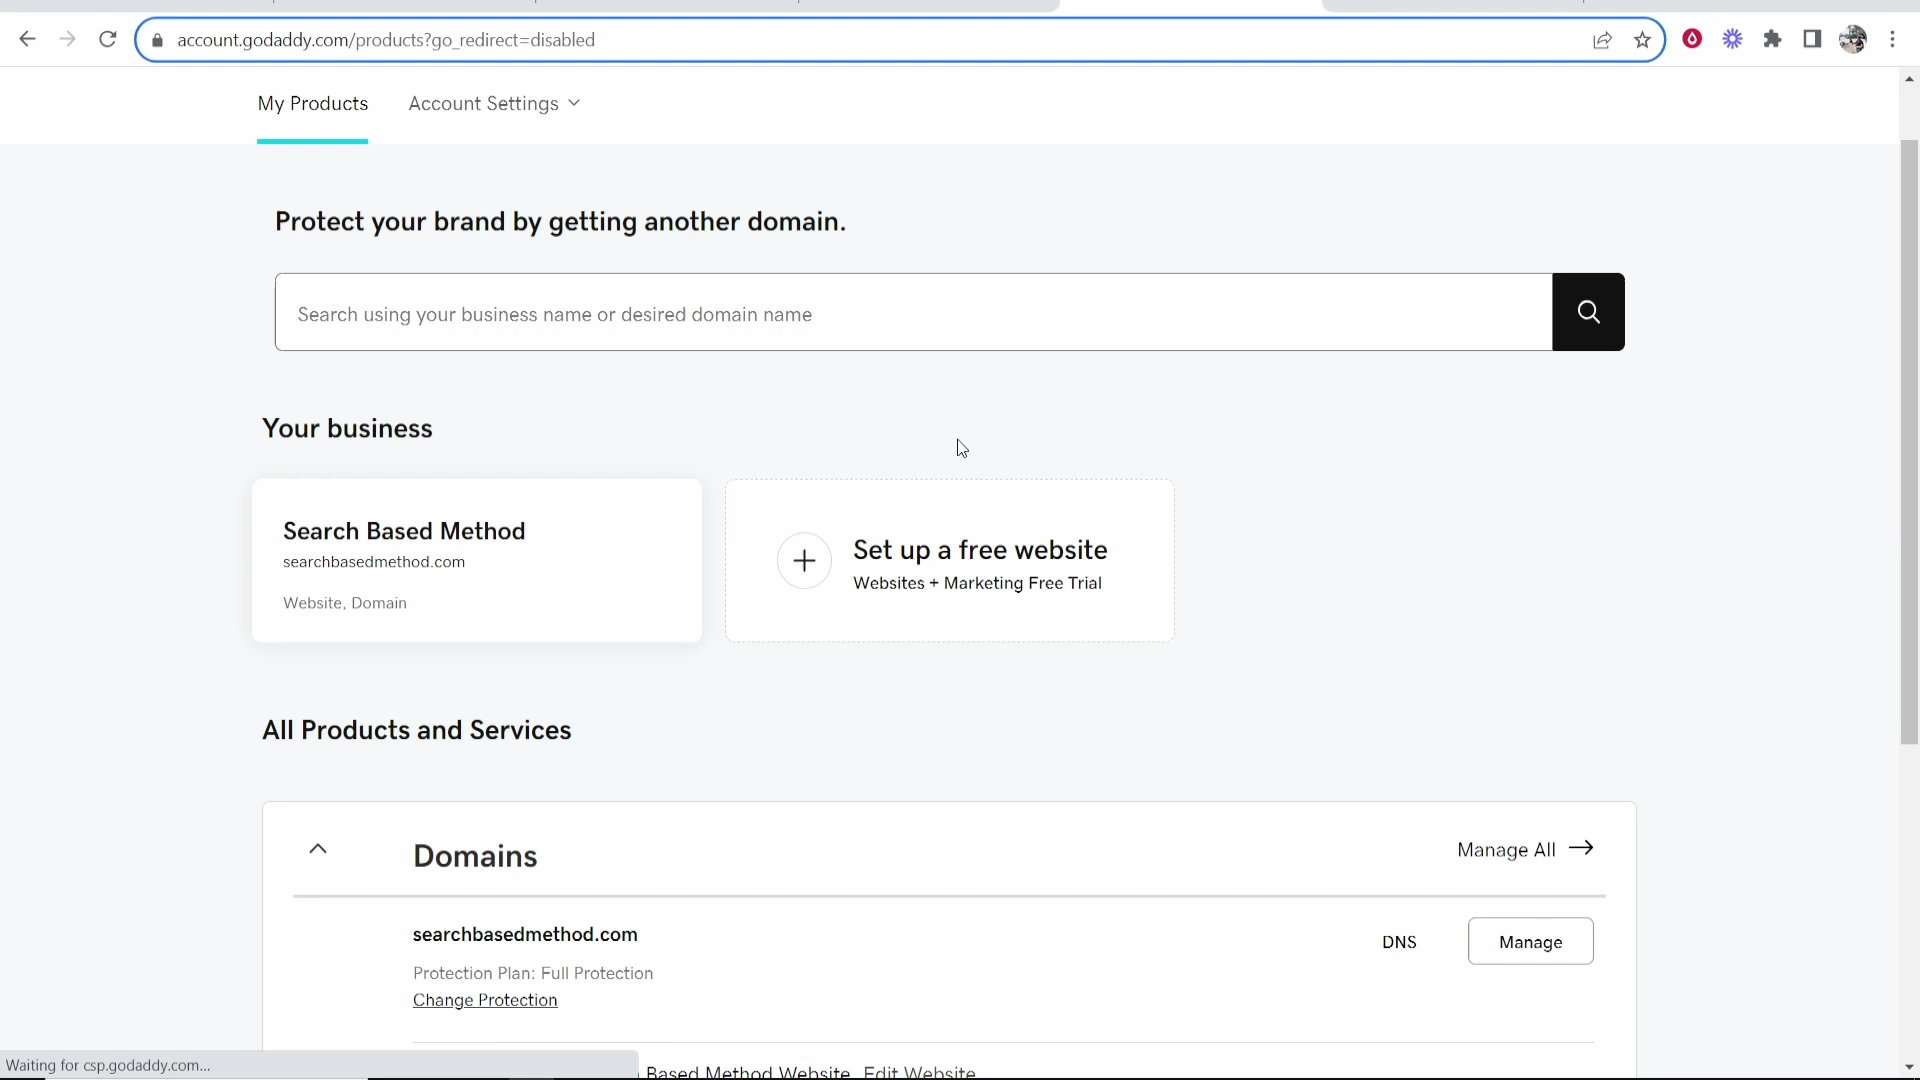 account.godaddy.com/products?go_redirect=disabled
My Products
Account Settings
Protect your brand by getting another domain.
Search using your business name or desired domain name
Your business
Search Based Method
searchbasedmethod.com
Website, Domain
Set up a free website
Websites + Marketing Free Trial
All Products and Services
Domains
Manage All
searchbasedmethod.com
DNS
Manage
Protection Plan: Full Protection
Change Protection
Waiting for csp.godaddy.com...
Based Method Website Edit Website